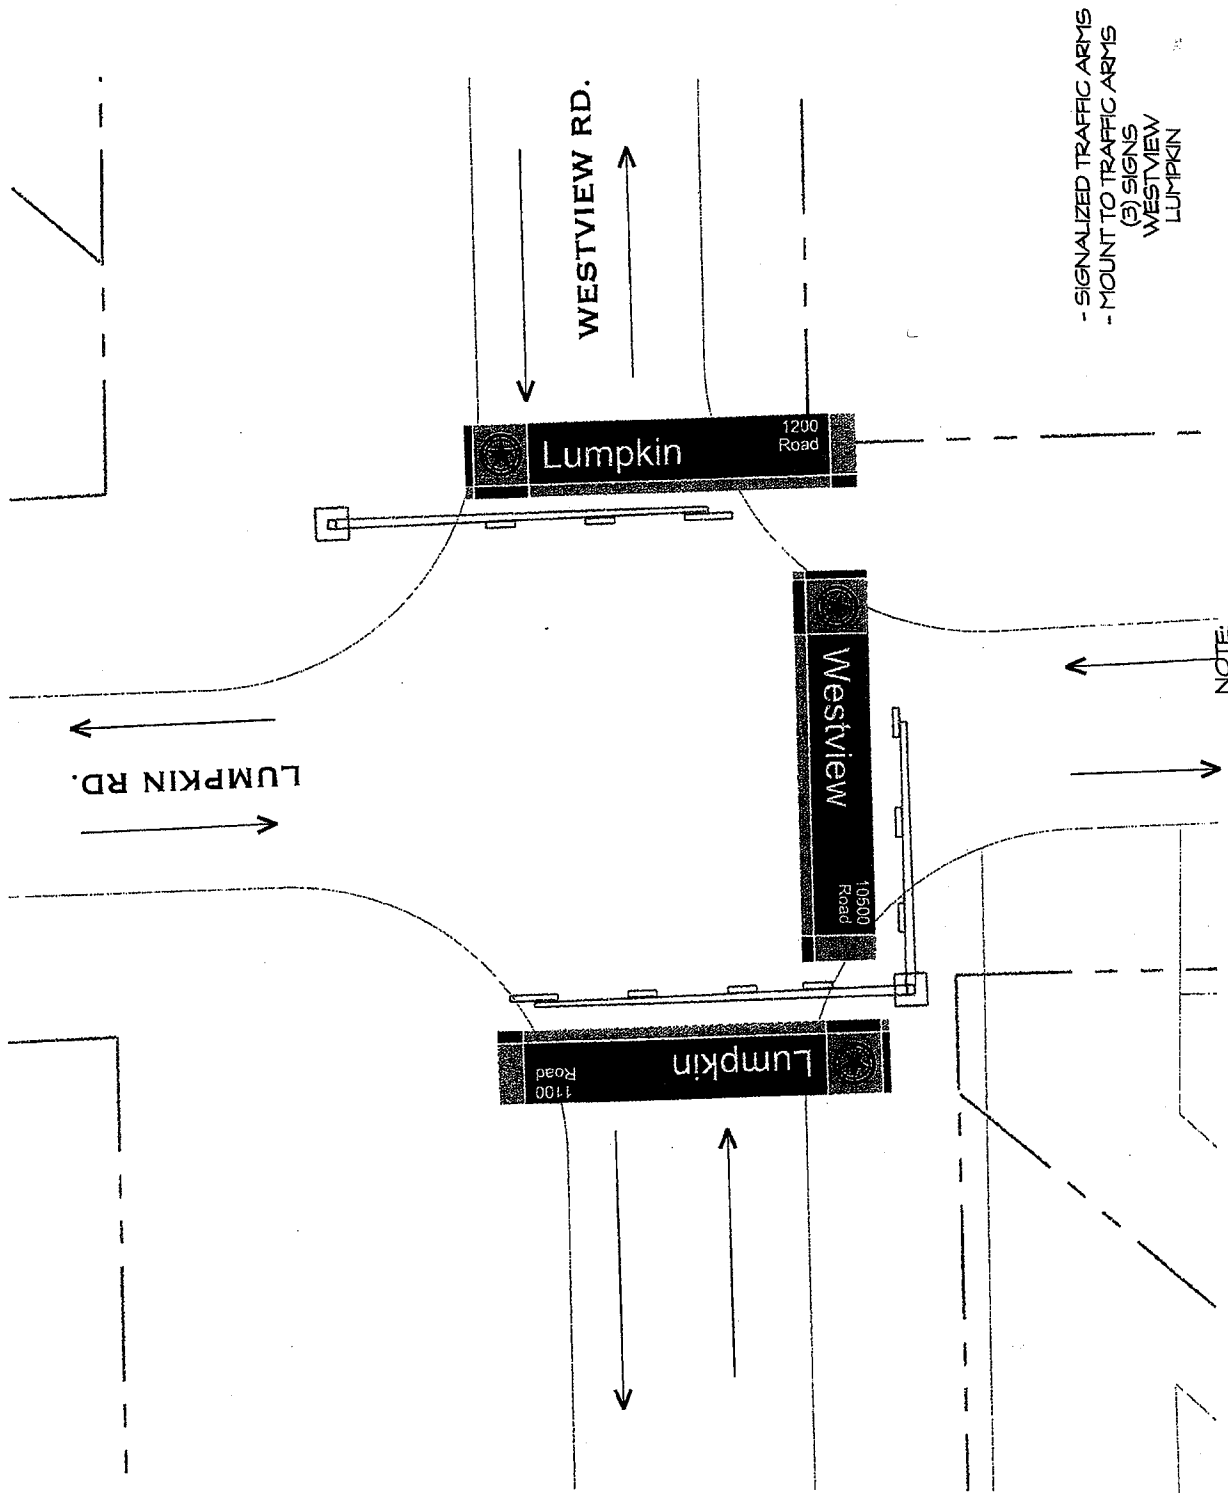 WESTVIEW RD.
- SIGNALIZED TRAFFIC ARMS
- MOUNT TO TRAFFIC ARMS
(3) SIGNS
WESTVIEW
LUMPKIN
Lumpkin
1200
Road
Westview
10500
Road
LUMPKIN RD.
NOTE:
Lumpkin
1100
Road